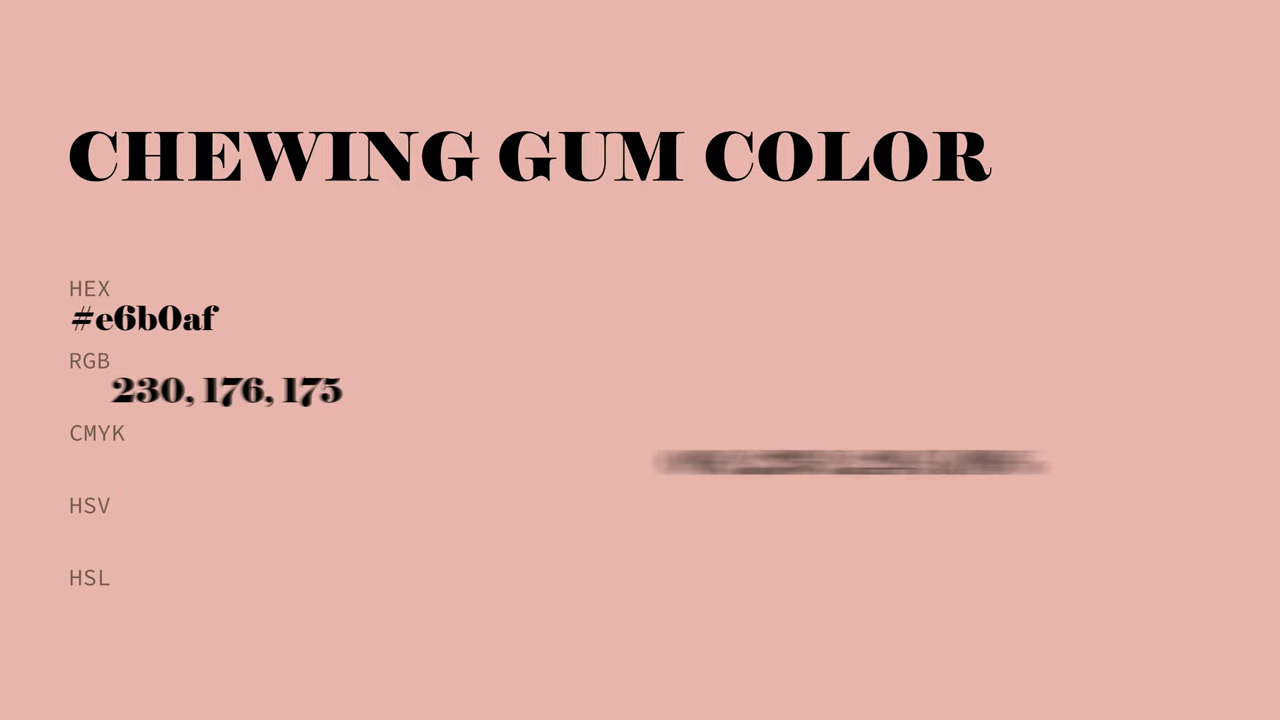 CHEWING GUM COLOR
HEX
#e6b0af
RGB
230, 176, 175
CMYK
HSV
HSL